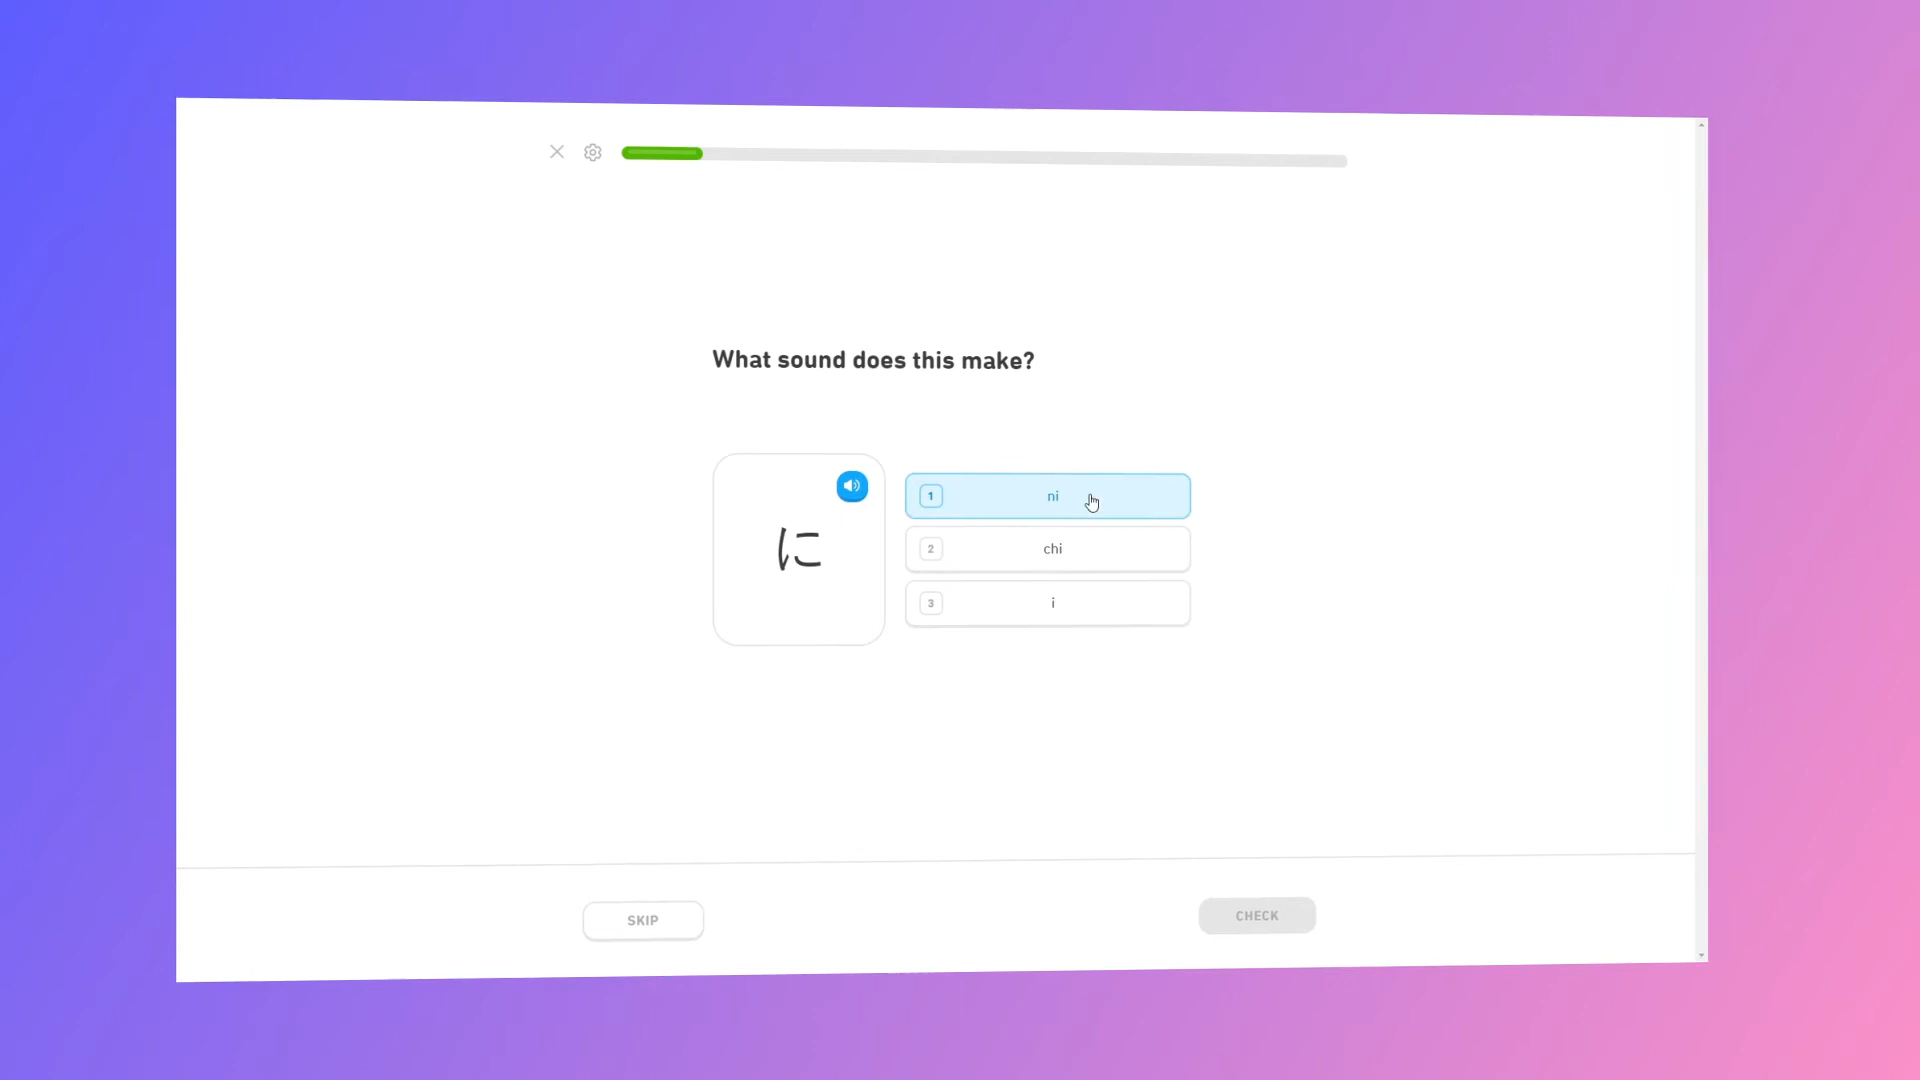 What sound does this make?
に
1 ni
2 chi
3 i
SKIP
CHECK